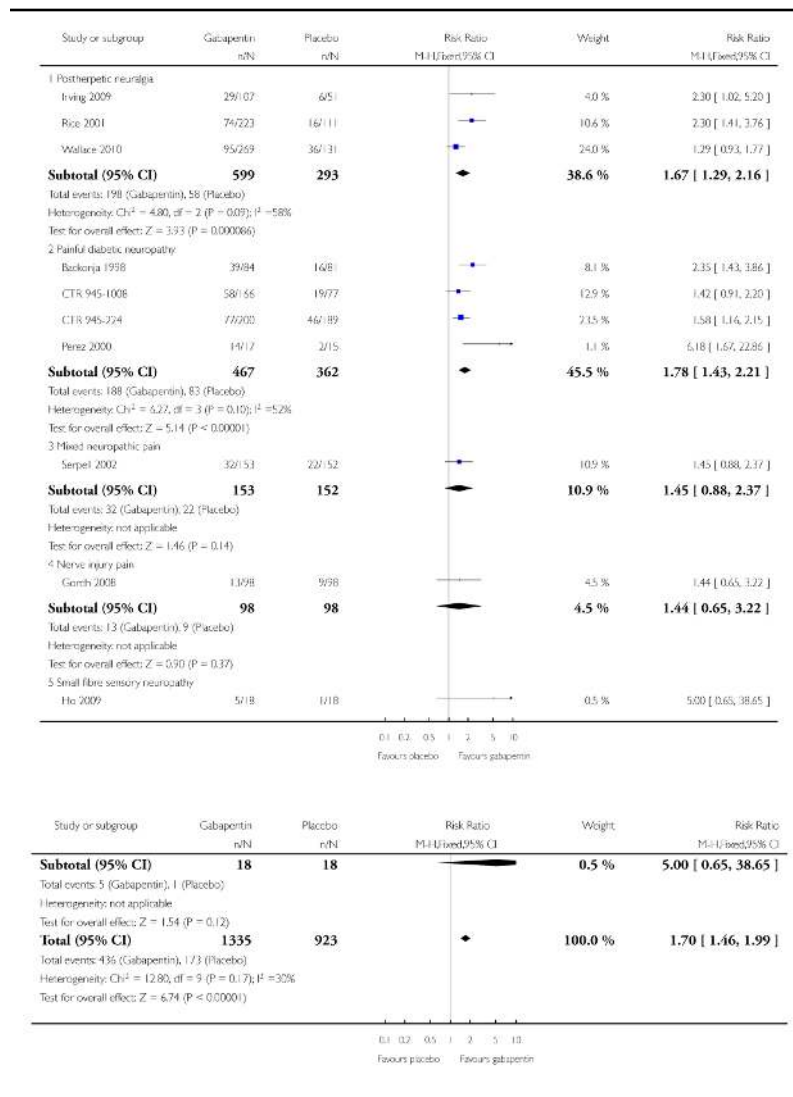 Study or subgroup Gabapentin Placebo Risk Ratio Weight Risk Ratio
n/N n/N M-H,Fixed,95% CI M-H,Fixed,95% CI
1 Postherpetic neuralgia
Irving 2009 29/107 6/51 4.0 % 2.30 [ 1.02, 5.20 ]
Rice 2001 74/223 16/111 10.6 % 2.30 [ 1.41, 3.76 ]
Wallace 2010 95/269 36/131 24.0 % 1.29 [ 0.93, 1.77 ]
Subtotal (95% CI) 599 293 38.6 % 1.67 [ 1.29, 2.16 ]
Total events: 198 (Gabapentin), 58 (Placebo)
Heterogeneity: Chi² = 4.80, df = 2 (P = 0.09); I² =58%
Test for overall effect: Z = 3.93 (P = 0.000086)
2 Painful diabetic neuropathy
Backonja 1998 39/84 16/81 8.1 % 2.35 [ 1.43, 3.86 ]
CTR 945-1008 58/166 19/77 12.9 % 1.42 [ 0.91, 2.20 ]
CTR 945-224 77/200 46/189 23.5 % 1.58 [ 1.16, 2.15 ]
Perez 2000 14/17 2/15 1.1 % 6.18 [ 1.67, 22.86 ]
Subtotal (95% CI) 467 362 45.5 % 1.78 [ 1.43, 2.21 ]
Total events: 188 (Gabapentin), 83 (Placebo)
Heterogeneity: Chi² = 6.27, df = 3 (P = 0.10); I² =52%
Test for overall effect: Z = 5.14 (P < 0.00001)
3 Mixed neuropathic pain
Serpell 2002 32/153 22/152 10.9 % 1.45 [ 0.88, 2.37 ]
Subtotal (95% CI) 153 152 10.9 % 1.45 [ 0.88, 2.37 ]
Total events: 32 (Gabapentin), 22 (Placebo)
Heterogeneity: not applicable
Test for overall effect: Z = 1.46 (P = 0.14)
4 Nerve injury pain
Gordh 2008 13/98 9/98 4.5 % 1.44 [ 0.65, 3.22 ]
Subtotal (95% CI) 98 98 4.5 % 1.44 [ 0.65, 3.22 ]
Total events: 13 (Gabapentin), 9 (Placebo)
Heterogeneity: not applicable
Test for overall effect: Z = 0.90 (P = 0.37)
5 Small fibre sensory neuropathy
Ho 2009 5/18 1/18 0.5 % 5.00 [ 0.65, 38.65 ]
0.1 0.2 0.5 1 2 5 10
Favours placebo Favours gabapentin
Study or subgroup Gabapentin Placebo Risk Ratio Weight Risk Ratio
n/N n/N M-H,Fixed,95% CI M-H,Fixed,95% CI
Subtotal (95% CI) 18 18 0.5 % 5.00 [ 0.65, 38.65 ]
Total events: 5 (Gabapentin), 1 (Placebo)
Heterogeneity: not applicable
Test for overall effect: Z = 1.54 (P = 0.12)
Total (95% CI) 1335 923 100.0 % 1.70 [ 1.46, 1.99 ]
Total events: 436 (Gabapentin), 173 (Placebo)
Heterogeneity: Chi² = 12.80, df = 9 (P = 0.17); I² =30%
Test for overall effect: Z = 6.74 (P < 0.00001)
0.1 0.2 0.5 1 2 5 10
Favours placebo Favours gabapentin